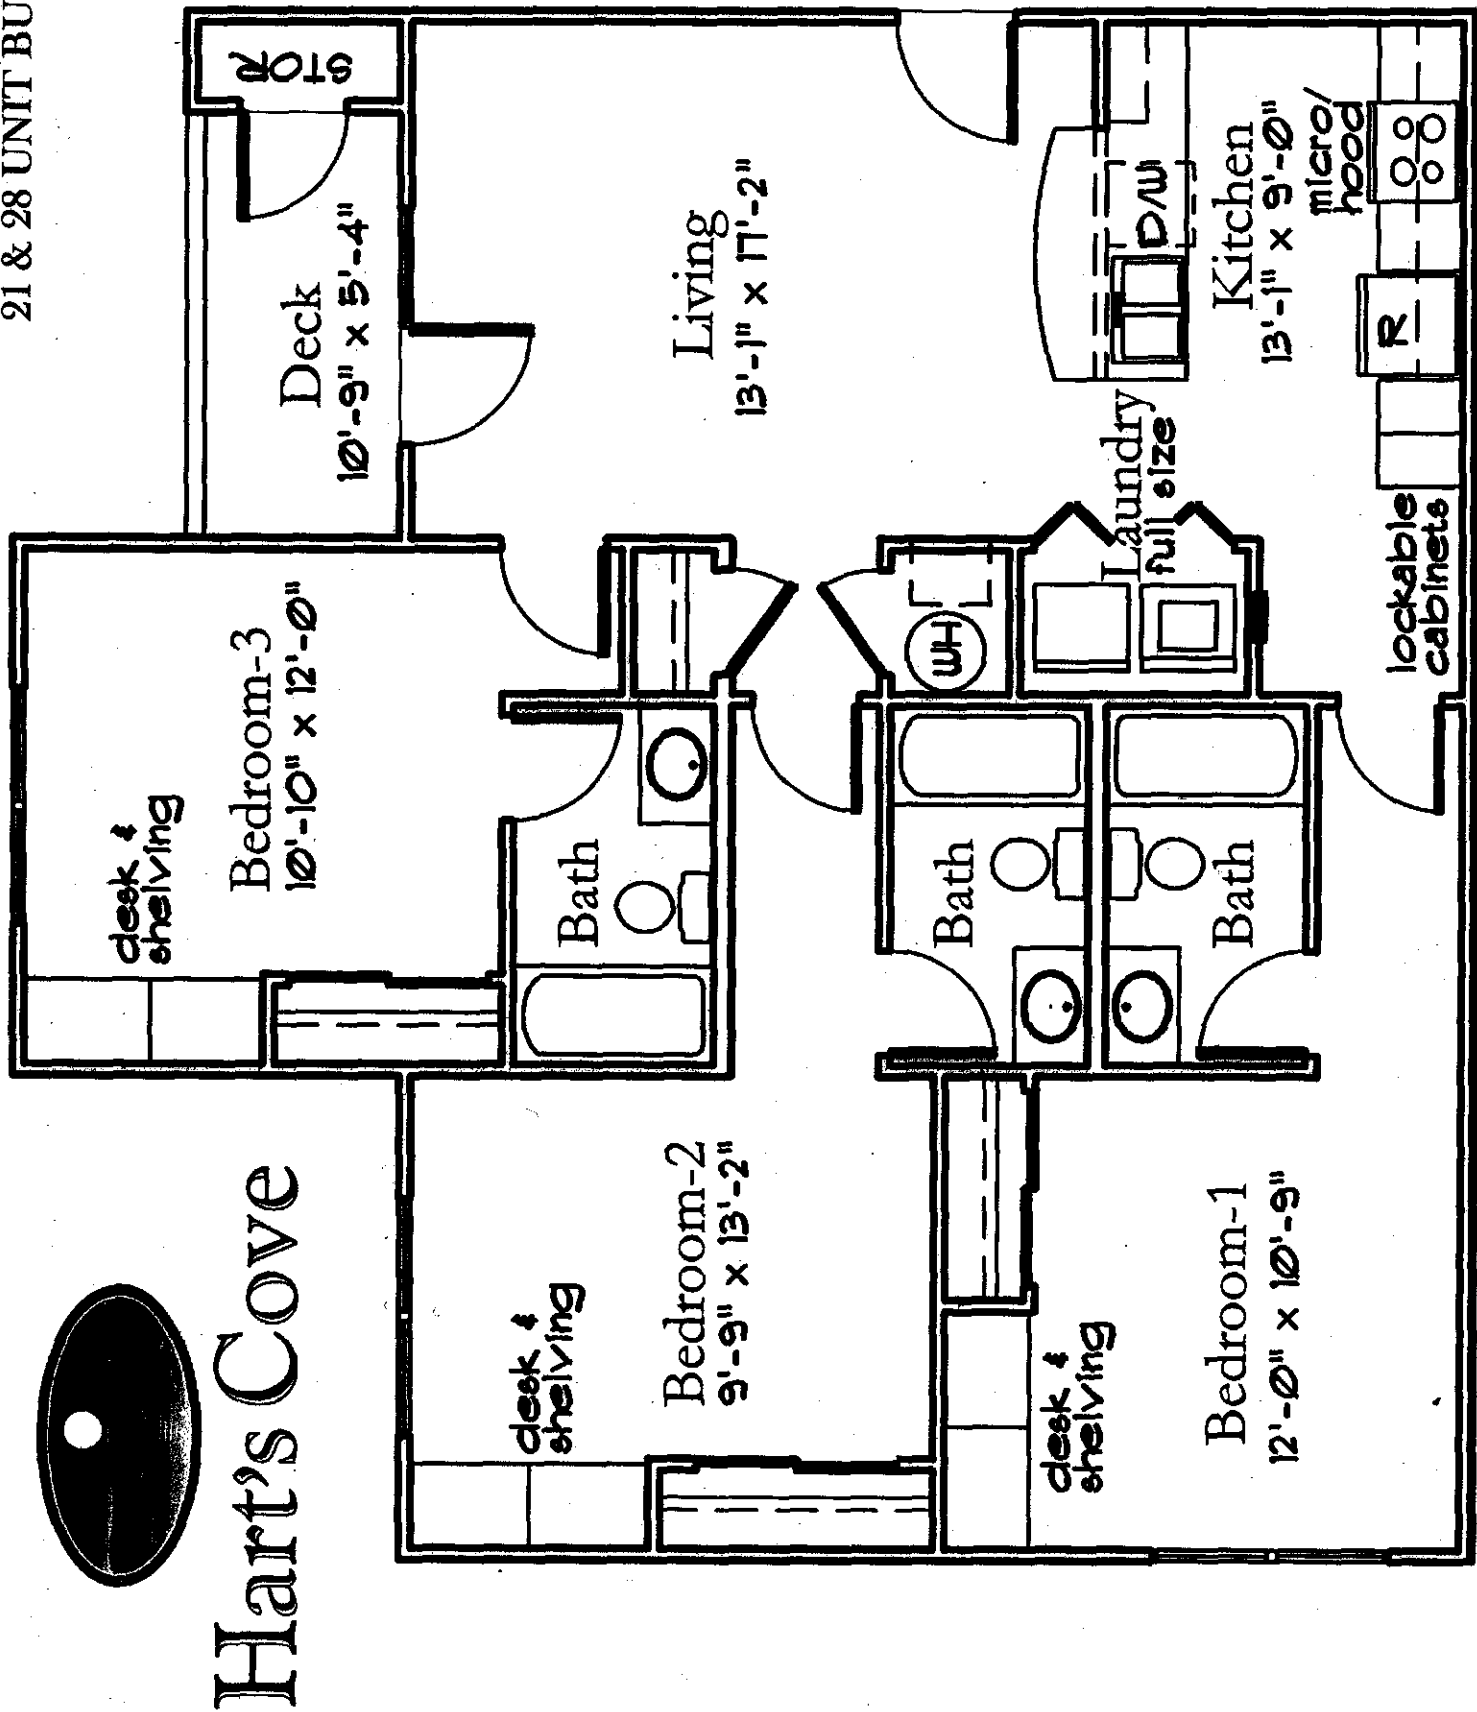 21 & 28 UNIT BU
Hart's Cove
desk &
shelving
Bedroom-3
10'-10" x 12'-0"
Deck
10'-9" x 5'-4"
STOR
desk &
shelving
Bedroom-2
9'-9" x 13'-2"
Bath
Living
13'-1" x 17'-2"
Bath
WH
desk &
shelving
Bedroom-1
12'-0" x 10'-9"
Bath
Laundry
full size
D/W
Kitchen
13'-1" x 9'-0"
micro/
hood
R
lockable
cabinets